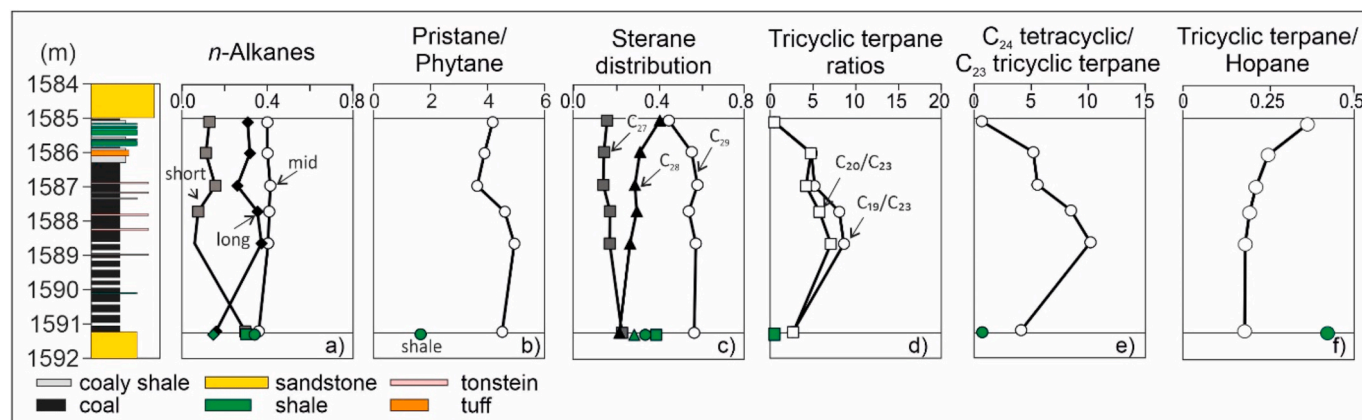 (m)
1584
1585
1586
1587
1588
1589
1590
1591
1592
n-Alkanes
0.0 0.4 0.8
short
mid
long
a)
Pristane/
Phytane
0 2 4 6
shale
b)
Sterane
distribution
0.0 0.4 0.8
C27
C28
C29
c)
Tricyclic terpane
ratios
0 5 10 15 20
C20/C23
C19/C23
d)
C24 tetracyclic/
C23 tricyclic terpane
0 5 10 15
e)
Tricyclic terpane/
Hopane
0 0.25 0.5
f)
coaly shale sandstone tonstein
coal shale tuff